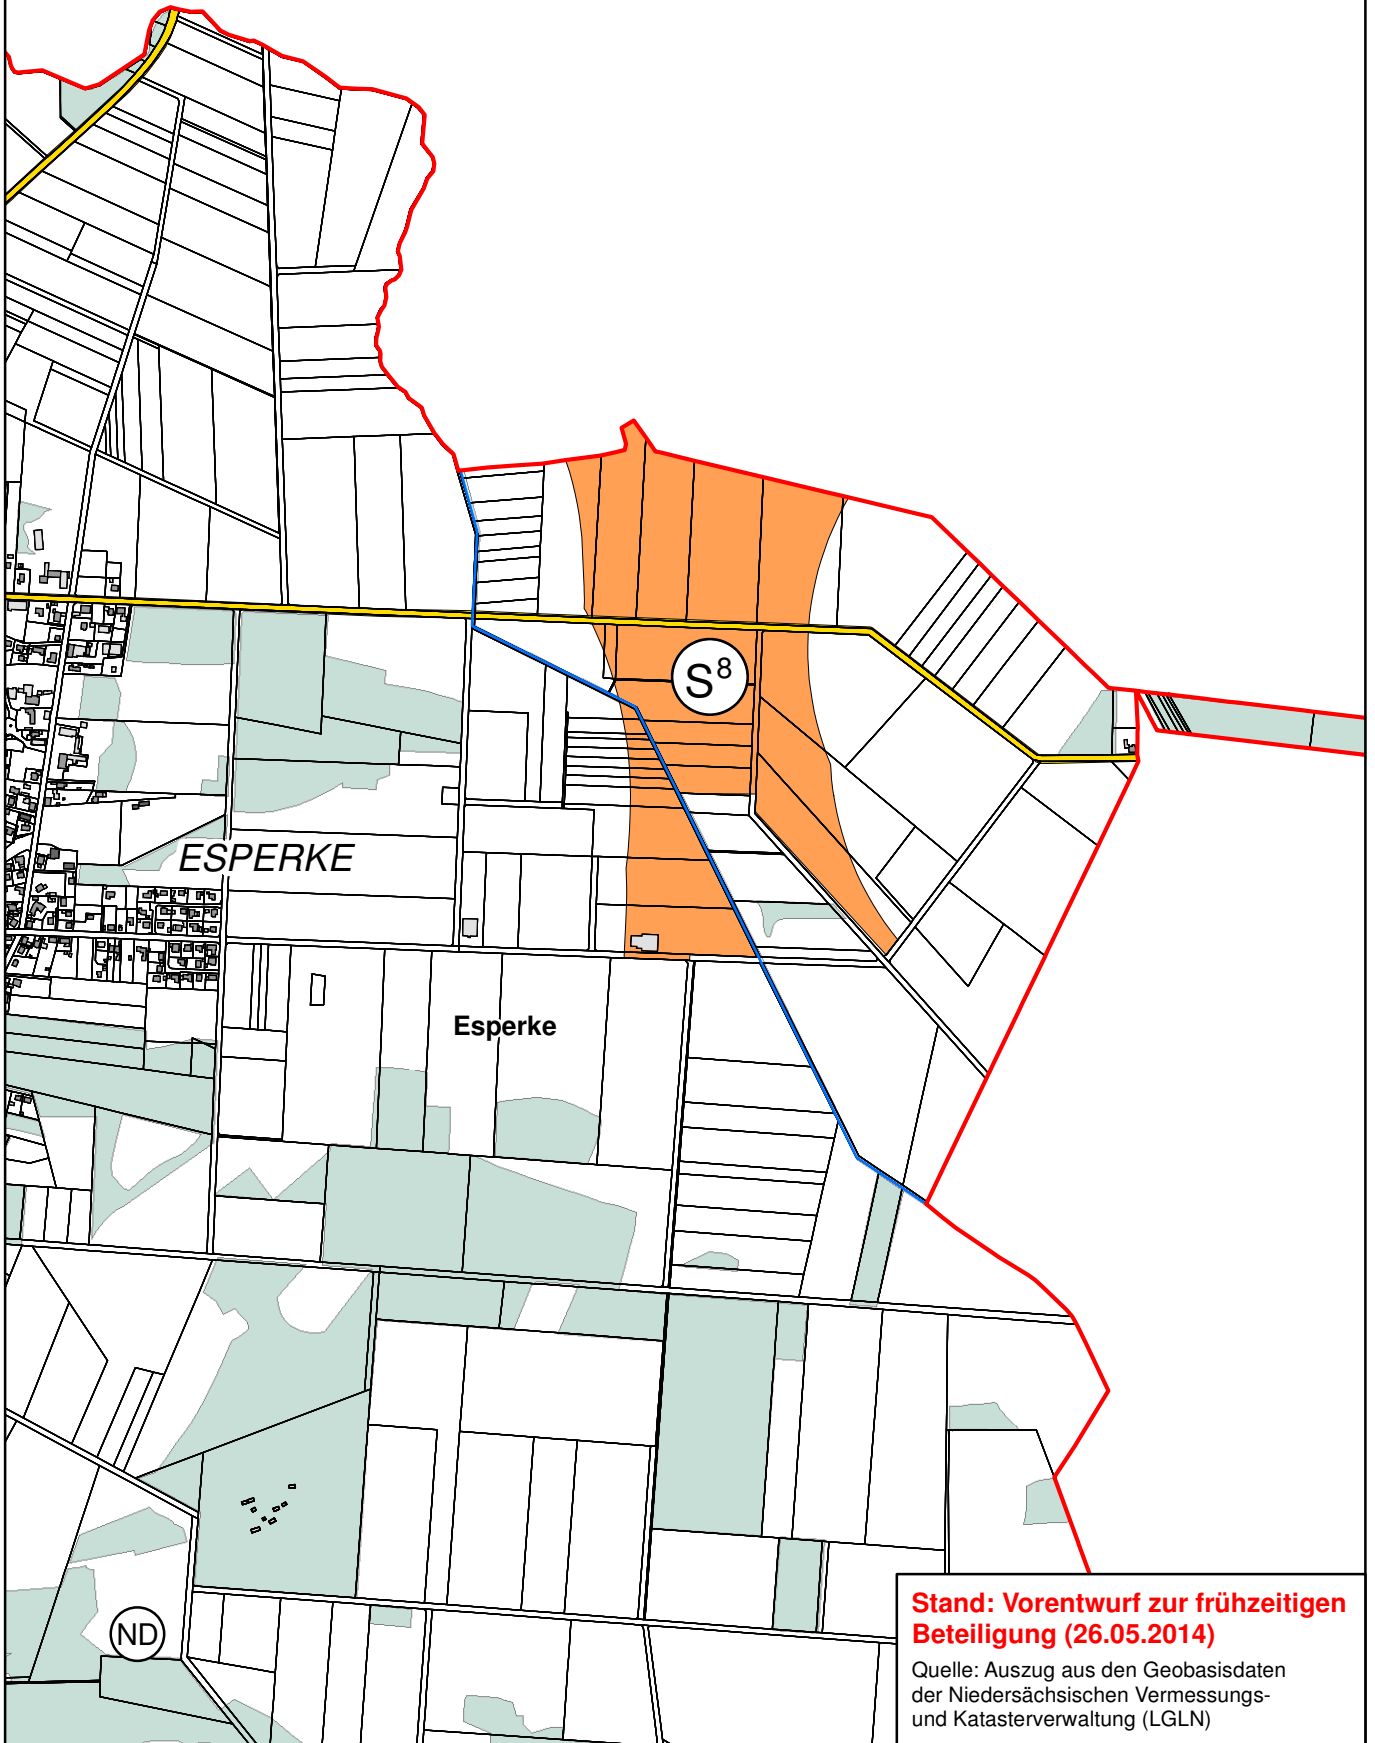 S⁸
ESPERKE
Esperke
ND
Stand: Vorentwurf zur frühzeitigen
Beteiligung (26.05.2014)
Quelle: Auszug aus den Geobasisdaten
der Niedersächsischen Vermessungs-
und Katasterverwaltung (LGLN)